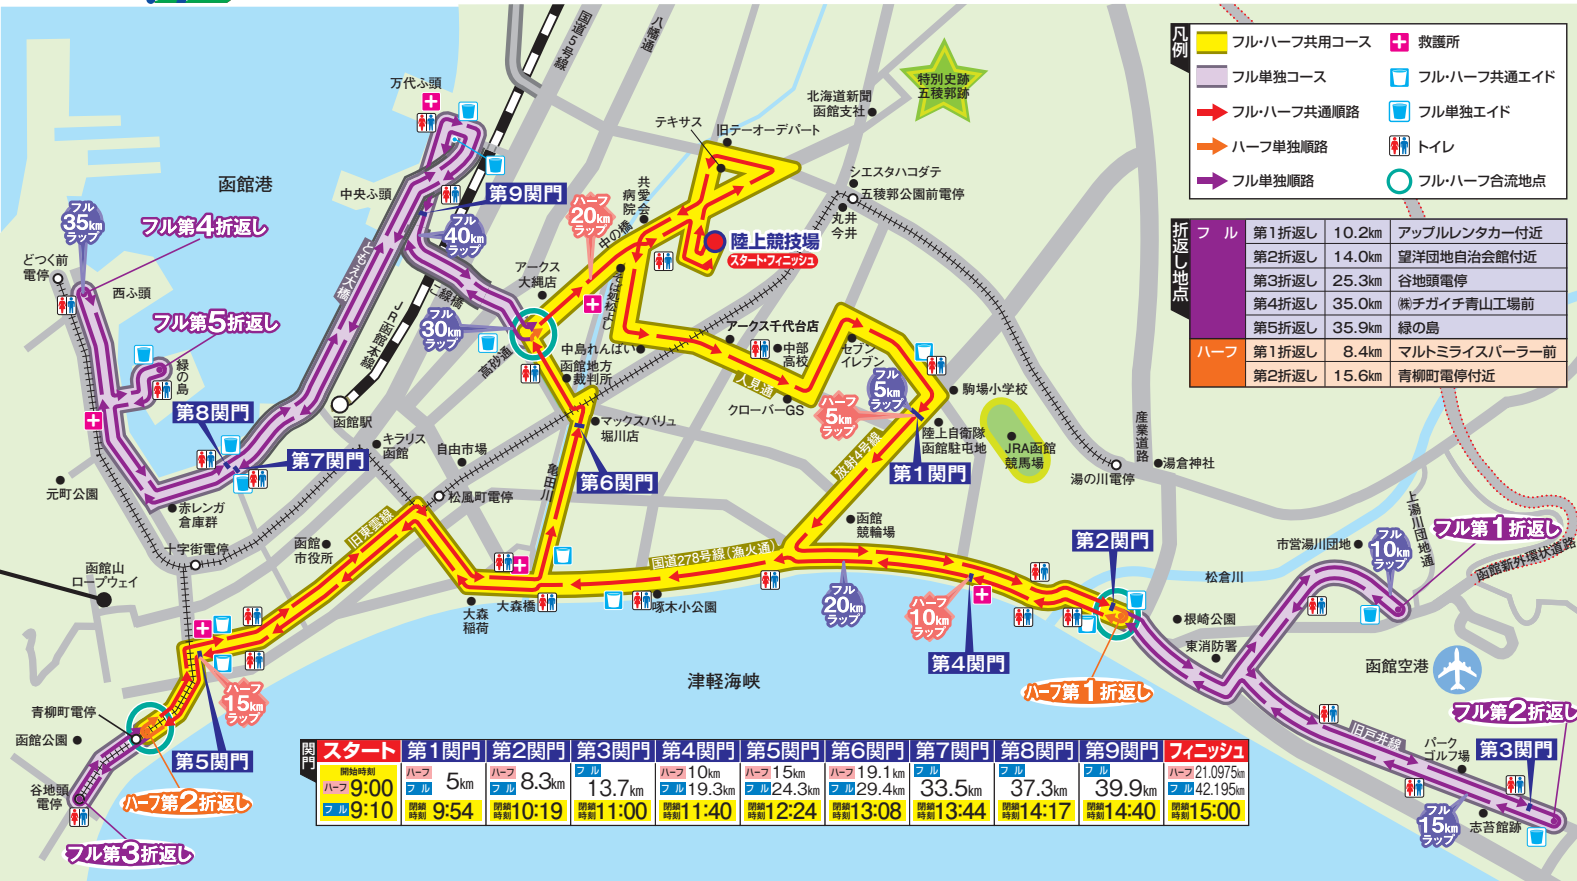 凡例
フル・ハーフ共用コース
フル単独コース
フル・ハーフ共通順路
ハーフ単独順路
フル単独順路
救護所
フル・ハーフ共通エイド
フル単独エイド
トイレ
フル・ハーフ合流地点
折返し地点
フル
第1折返し 10.2km アップルレンタカー付近
第2折返し 14.0km 望洋団地自治会館付近
第3折返し 25.3km 谷地頭電停
第4折返し 35.0km ㈱チガイチ青山工場前
第5折返し 35.9km 緑の島
ハーフ
第1折返し 8.4km マルトミライスパーラー前
第2折返し 15.6km 青柳町電停付近
国道5号線
八幡通
特別史跡
五稜郭跡
北海道新聞
函館支社
テキサス
旧テーオーデパート
シエスタハコダテ
五稜郭公園前電停
丸井
今井
万代ふ頭
函館港
中央ふ頭
第9関門
共愛会
病院
ハーフ
20km
ラップ
中の橋
陸上競技場
スタート・フィニッシュ
フル
35km
ラップ
フル第4折返し
フル
40km
ラップ
どつく前
電停
西ふ頭
ともえ大橋
アークス
大縄店
こ線橋
そば処松よし
フル第5折返し
JR函館本線
フル
30km
ラップ
高砂通
中島れんばい
函館地方
裁判所
アークス千代台店
中部
高校
セブン
イレブン
人見通
クローバーGS
フル
5km
ラップ
ハーフ
5km
ラップ
駒場小学校
陸上自衛隊
函館駐屯地
JRA函館
競馬場
産業道路
緑の島
第8関門
函館駅
キラリス
函館
マックスバリュ
堀川店
第7関門
自由市場
亀田川
第6関門
放射4号線
第1関門
湯の川電停
湯倉神社
元町公園
赤レンガ
倉庫群
松風町電停
函館
競輪場
十字街電停
函館
市役所
旧東雲線
国道278号線(漁火通)
第2関門
市営湯川団地
フル
10km
ラップ
上湯川団地通
フル第1折返し
函館新外環状道路
函館山
ロープウェイ
大森
稲荷
大森橋
啄木小公園
フル
20km
ラップ
ハーフ
10km
ラップ
松倉川
根崎公園
東消防署
函館空港
第4関門
津軽海峡
ハーフ第1折返し
ハーフ
15km
ラップ
青柳町電停
函館公園
第5関門
谷地頭
電停
ハーフ第2折返し
フル第3折返し
フル第2折返し
旧戸井線
パーク
ゴルフ場
第3関門
フル
15km
ラップ
志苔館跡
関門
スタート 第1関門 第2関門 第3関門 第4関門 第5関門 第6関門 第7関門 第8関門 第9関門 フィニッシュ
開始時刻
ハーフ 9:00
フル 9:10
ハーフ フル 5km
閉鎖時刻 9:54
ハーフ フル 8.3km
閉鎖時刻 10:19
フル 13.7km
閉鎖時刻 11:00
ハーフ 10km
フル 19.3km
閉鎖時刻 11:40
ハーフ 15km
フル 24.3km
閉鎖時刻 12:24
ハーフ 19.1km
フル 29.4km
閉鎖時刻 13:08
フル 33.5km
閉鎖時刻 13:44
フル 37.3km
閉鎖時刻 14:17
フル 39.9km
閉鎖時刻 14:40
ハーフ 21.0975km
フル 42.195km
閉鎖時刻 15:00